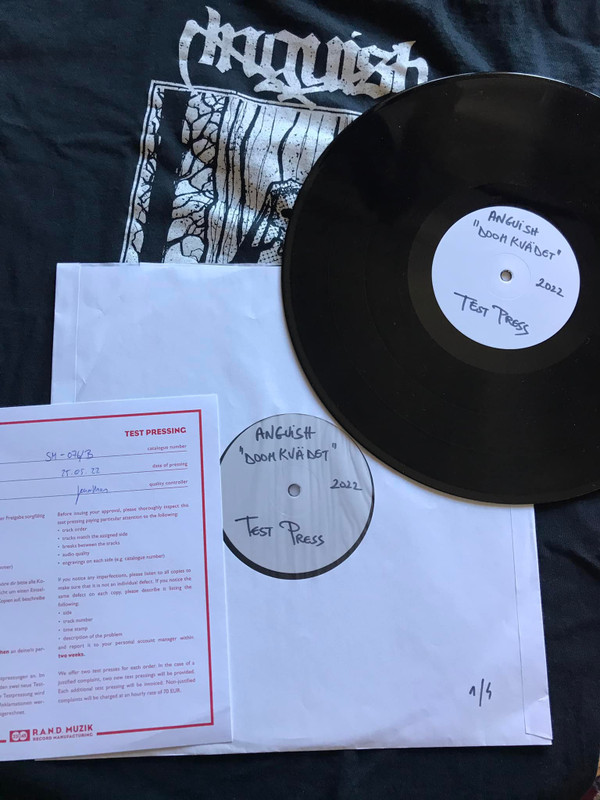 Anguish
ANGUISH
"DOOMKVÄDET"
2022
TEST PRESS
ANGUISH
"DOOMKVÄDET"
2022
TEST PRESS
1/4
TEST PRESSING
SM-074/B
catalogue number
25.05.22
date of pressing
quality controller
Before issuing your approval, please thoroughly inspect the
test pressing paying particular attention to the following:
• track order
• tracks match the assigned side
• breaks between the tracks
• audio quality
• engravings on each side (e.g. catalogue number)
If you notice any imperfections, please listen to all copies to
make sure that it is not an individual defect. If you notice the
same defect on each copy, please describe it listing the
following:
• side
• track number
• time stamp
• description of the problem
and report it to your personal account manager within
two weeks.
We offer two test presses for each order. In the case of a
justified complaint, two new test pressings will be provided.
Each additional test pressing will be invoiced. Non-justified
complaints will be charged at an hourly rate of 70 EUR.
R.A.N.D. MUZIK
RECORD MANUFACTURING